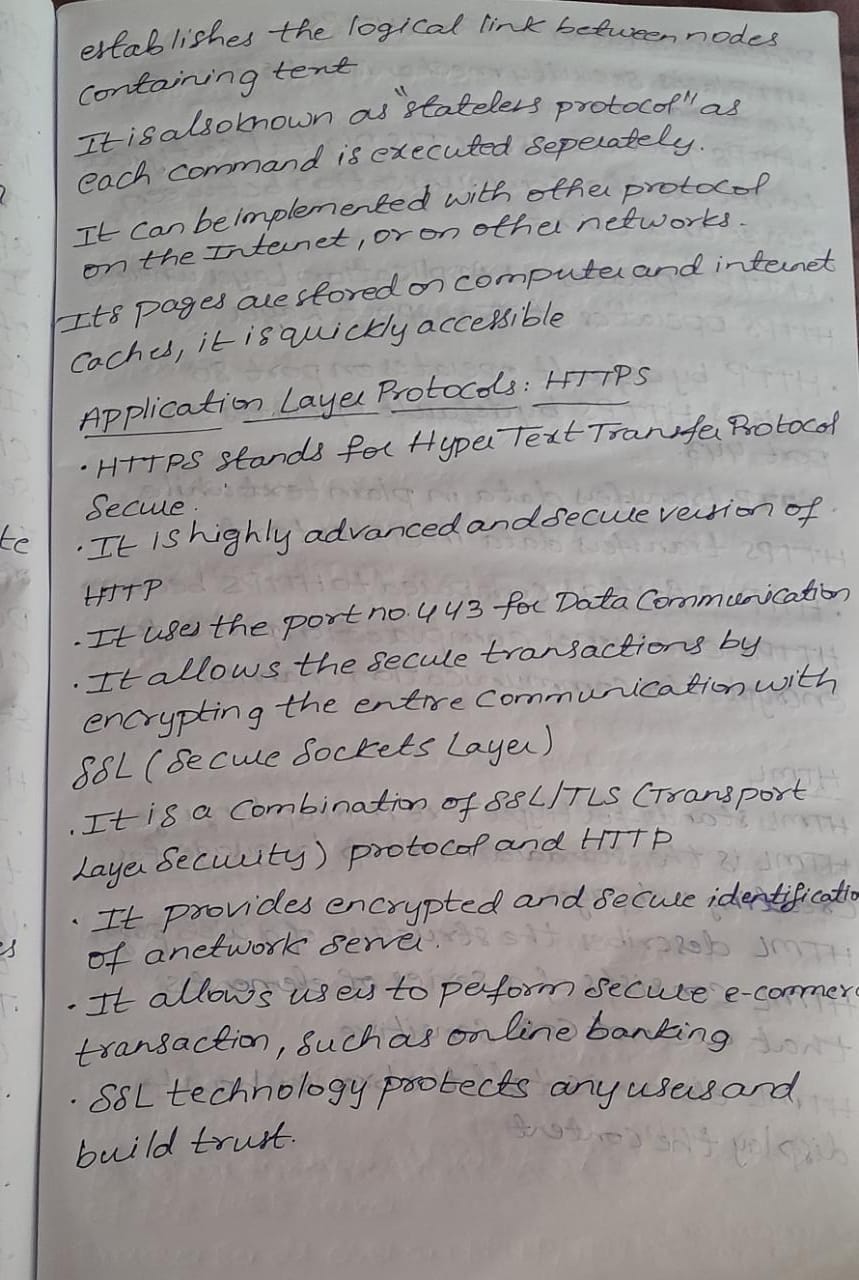 establishes the logical link between nodes
containing text
It is also known as "stateless protocol" as
each command is executed seperately.
It can be implemented with other protocol
on the Internet, or on other networks.
Its pages are stored on computer and internet
caches, it is quickly accessible
Application Layer Protocols: HTTPS
· HTTPS stands for Hyper Text Transfer Protocol
Secure.
· It is highly advanced and secure version of
HTTP
· It uses the port no. 443 for Data Communication
· It allows the secure transactions by
encrypting the entire communication with
SSL (Secure Sockets Layer)
· It is a combination of SSL/TLS (Transport
Layer Security) protocol and HTTP
· It provides encrypted and secure identificatio
of a network server.
· It allows users to perform secure e-commer
transaction, such as online banking
· SSL technology protects any users and
build trust.
te
es